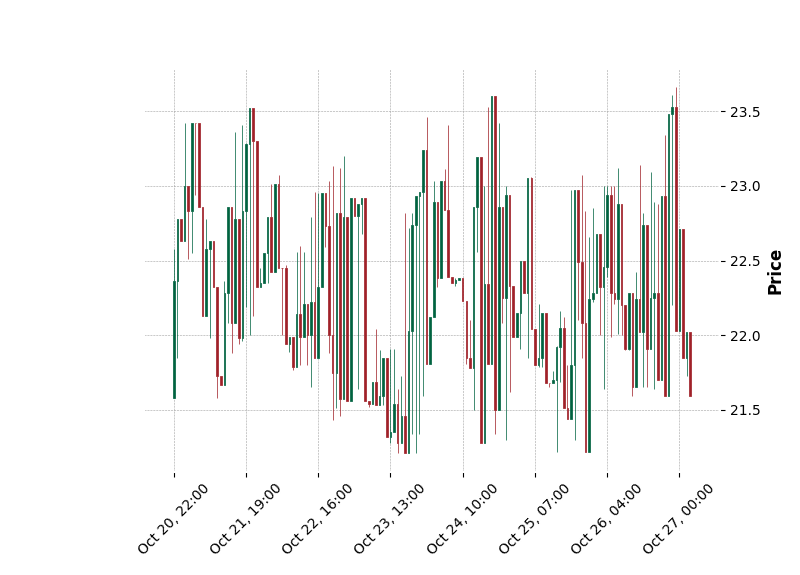 23.5
23.0
22.5
22.0
21.5
Price
Oct 20, 22:00
Oct 21, 19:00
Oct 22, 16:00
Oct 23, 13:00
Oct 24, 10:00
Oct 25, 07:00
Oct 26, 04:00
Oct 27, 00:00